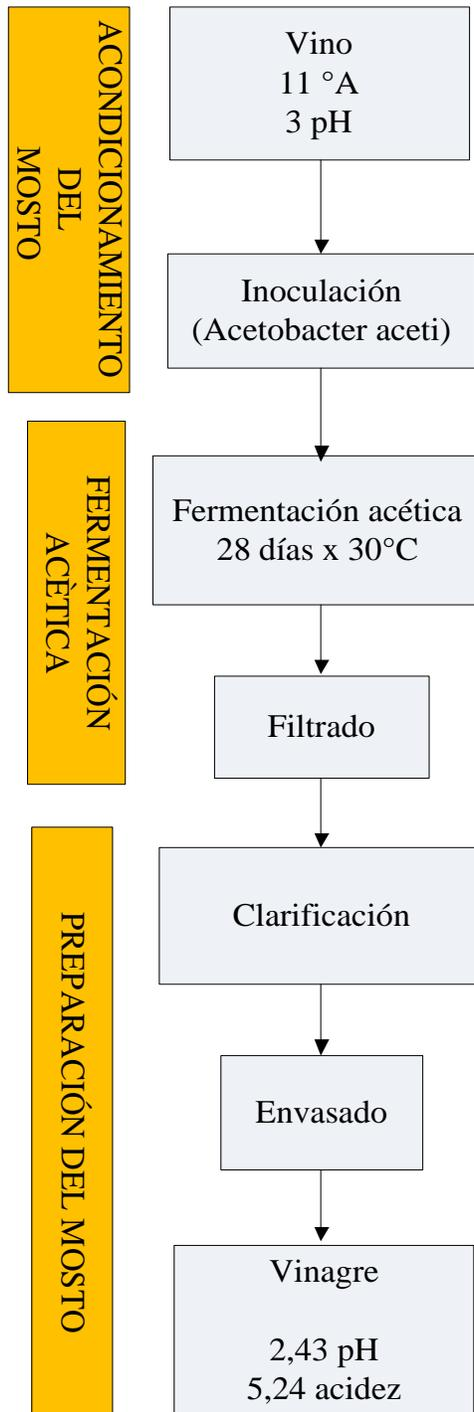 ACONDICIONAMIENTO
DEL
MOSTO
Vino
11 °A
3 pH
Inoculación
(Acetobacter aceti)
FERMENTACIÓN
ACÈTICA
Fermentación acética
28 días x 30°C
Filtrado
PREPARACIÓN DEL MOSTO
Clarificación
Envasado
Vinagre
2,43 pH
5,24 acidez